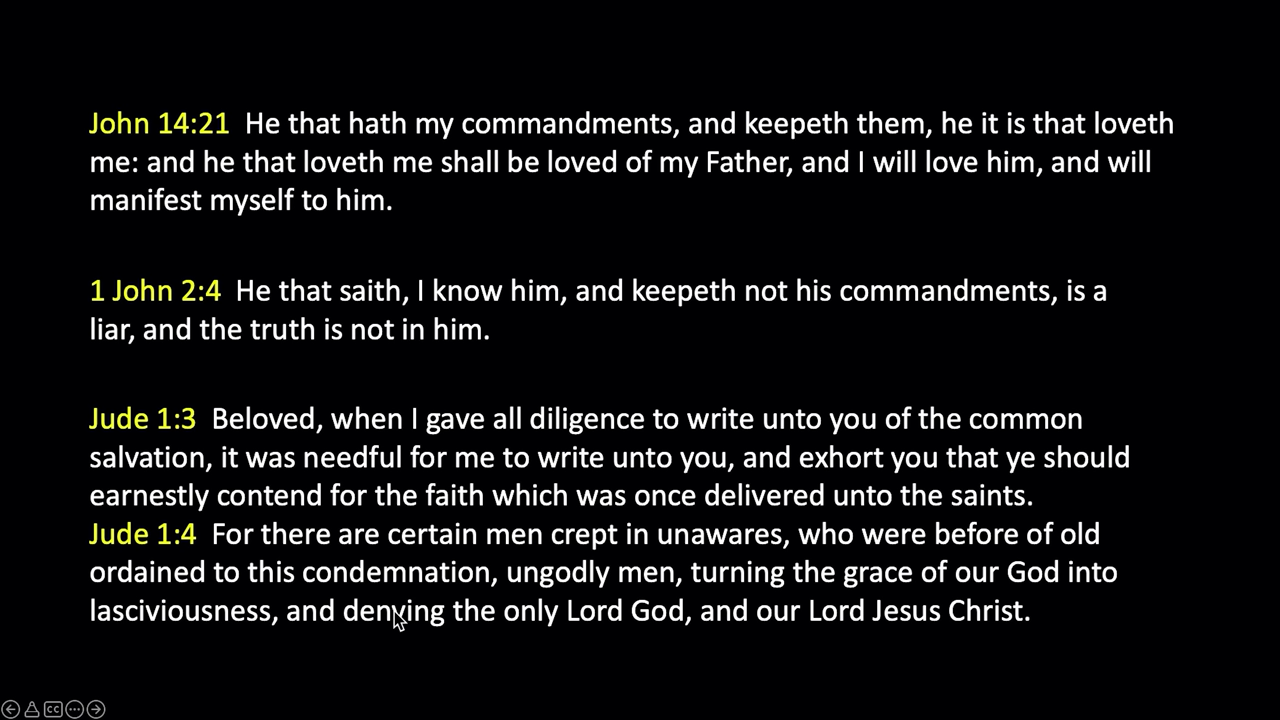 John 14:21  He that hath my commandments, and keepeth them, he it is that loveth
me: and he that loveth me shall be loved of my Father, and I will love him, and will
manifest myself to him.
1 John 2:4  He that saith, I know him, and keepeth not his commandments, is a
liar, and the truth is not in him.
Jude 1:3  Beloved, when I gave all diligence to write unto you of the common
salvation, it was needful for me to write unto you, and exhort you that ye should
earnestly contend for the faith which was once delivered unto the saints.
Jude 1:4  For there are certain men crept in unawares, who were before of old
ordained to this condemnation, ungodly men, turning the grace of our God into
lasciviousness, and denying the only Lord God, and our Lord Jesus Christ.
CC